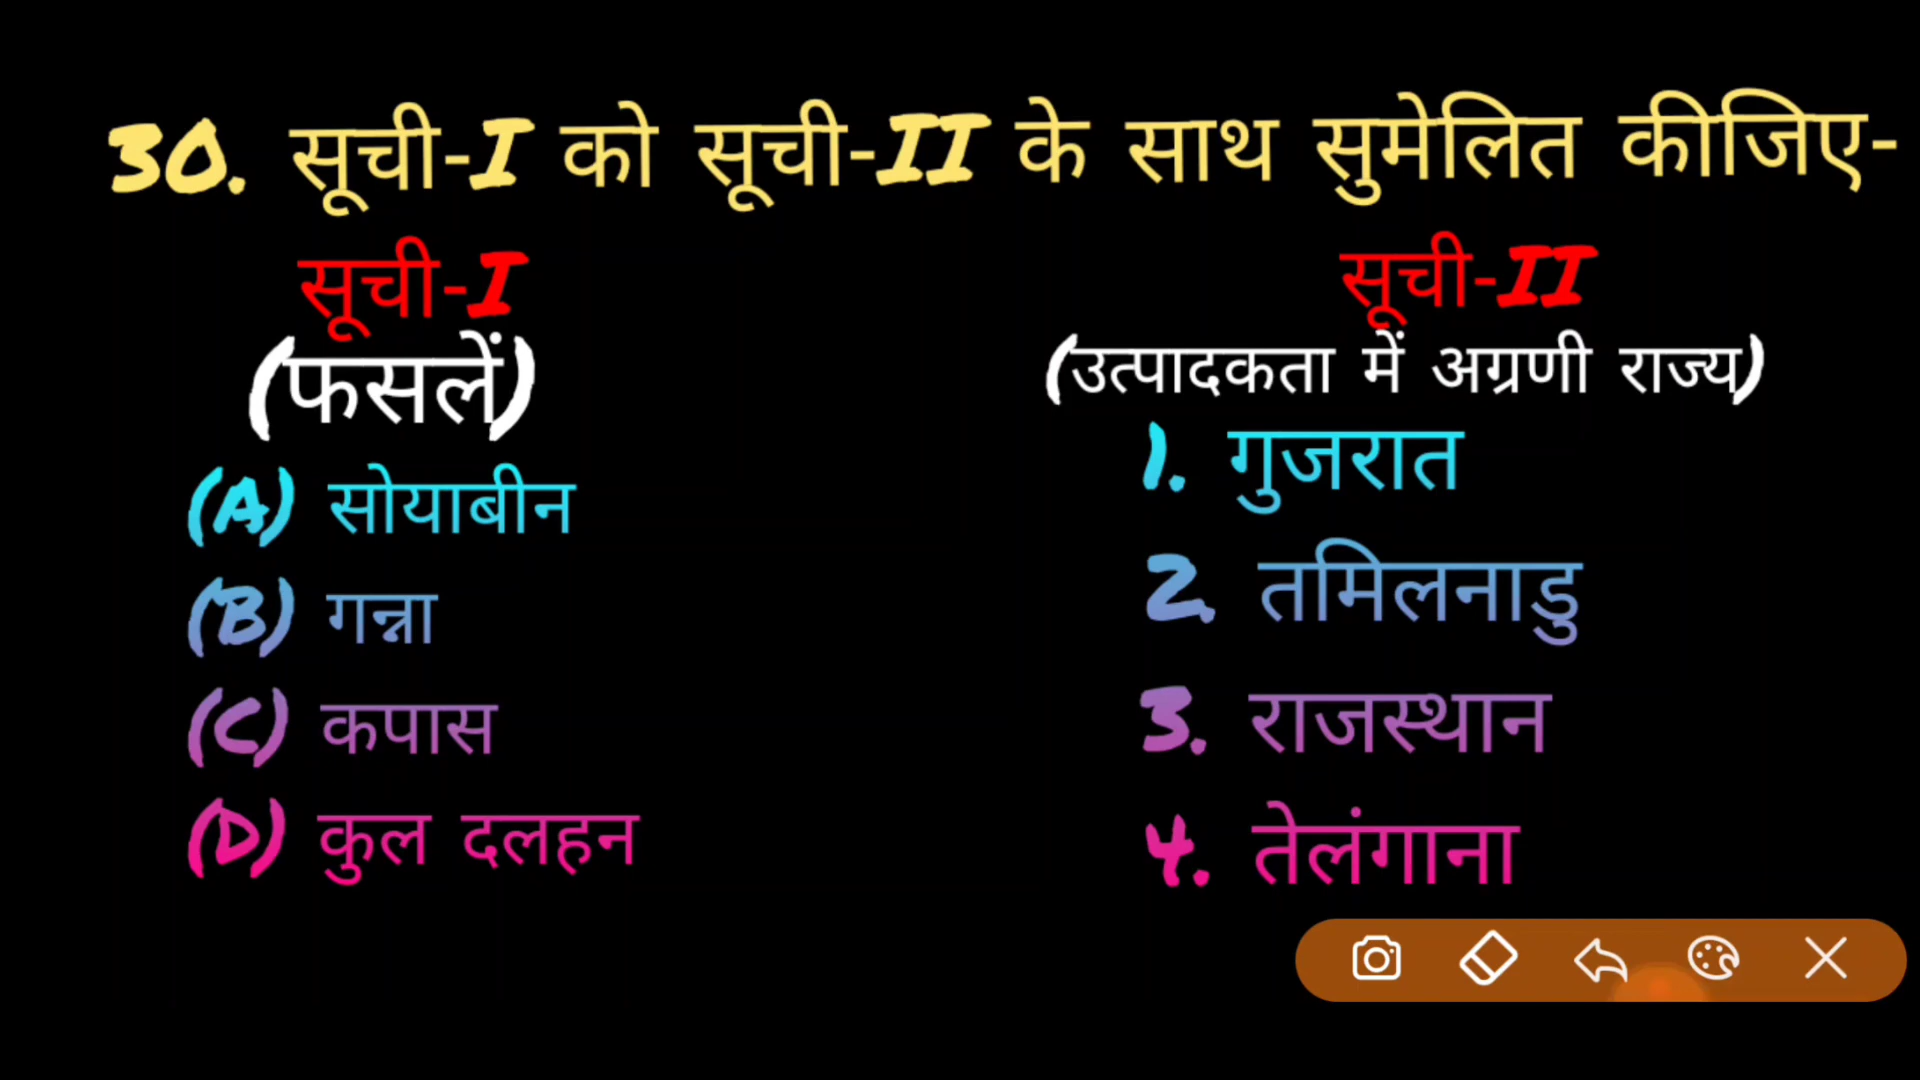 30. सूची-I को सूची-II के साथ सुमेलित कीजिए-
सूची-I
(फसलें)
(A) सोयाबीन
(B) गन्ना
(C) कपास
(D) कुल दलहन
सूची-II
(उत्पादकता में अग्रणी राज्य)
1. गुजरात
2. तमिलनाडु
3. राजस्थान
4. तेलंगाना